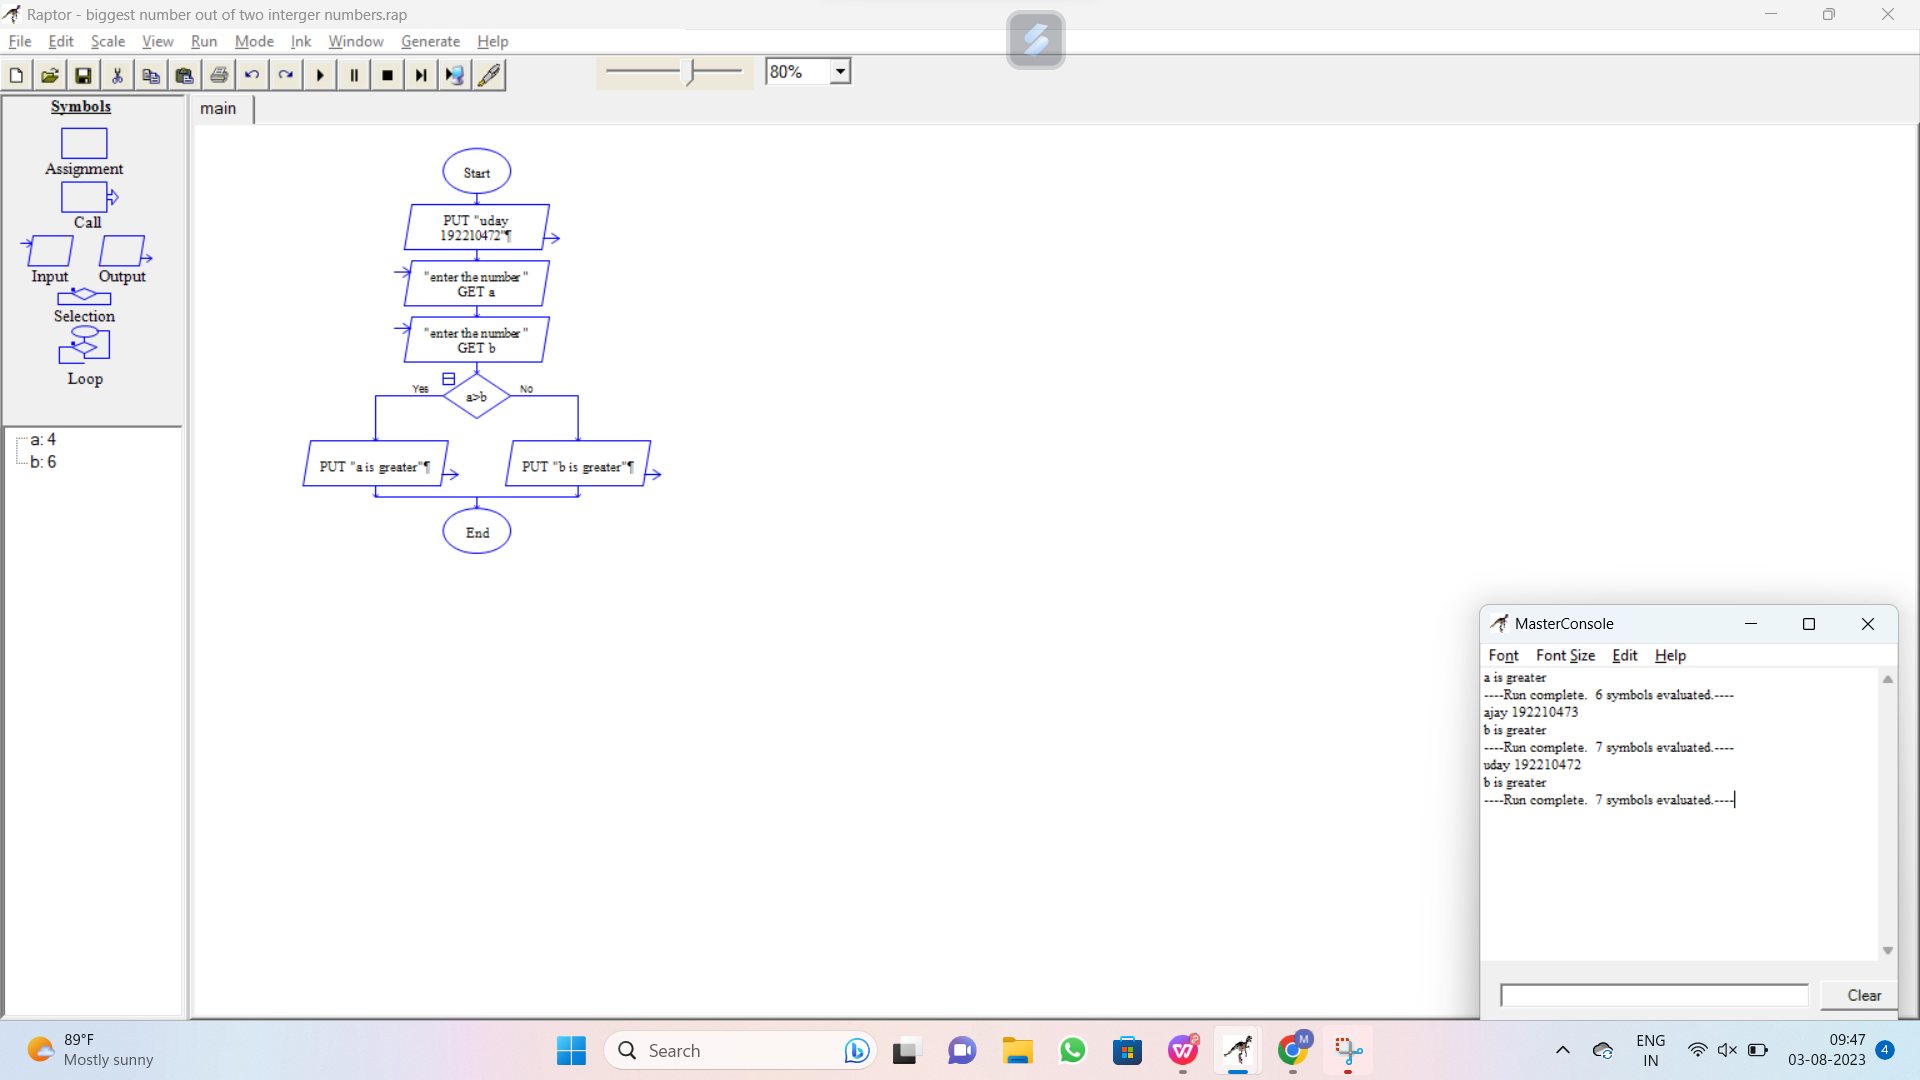 Raptor - biggest number out of two interger numbers.rap
File Edit Scale View Run Mode Ink Window Generate Help
80%
Symbols
Assignment
Call
Input Output
Selection
Loop
a: 4
b: 6
main
Start
PUT "uday
192210472"¶
"enter the number "
GET a
"enter the number "
GET b
Yes a>b No
PUT "a is greater"¶ PUT "b is greater"¶
End
MasterConsole
Font Font Size Edit Help
a is greater
----Run complete.  6 symbols evaluated.----
ajay 192210473
b is greater
----Run complete.  7 symbols evaluated.----
uday 192210472
b is greater
----Run complete.  7 symbols evaluated.----
Clear
89°F
Mostly sunny
Search
M
ENG
IN
09:47
03-08-2023
4